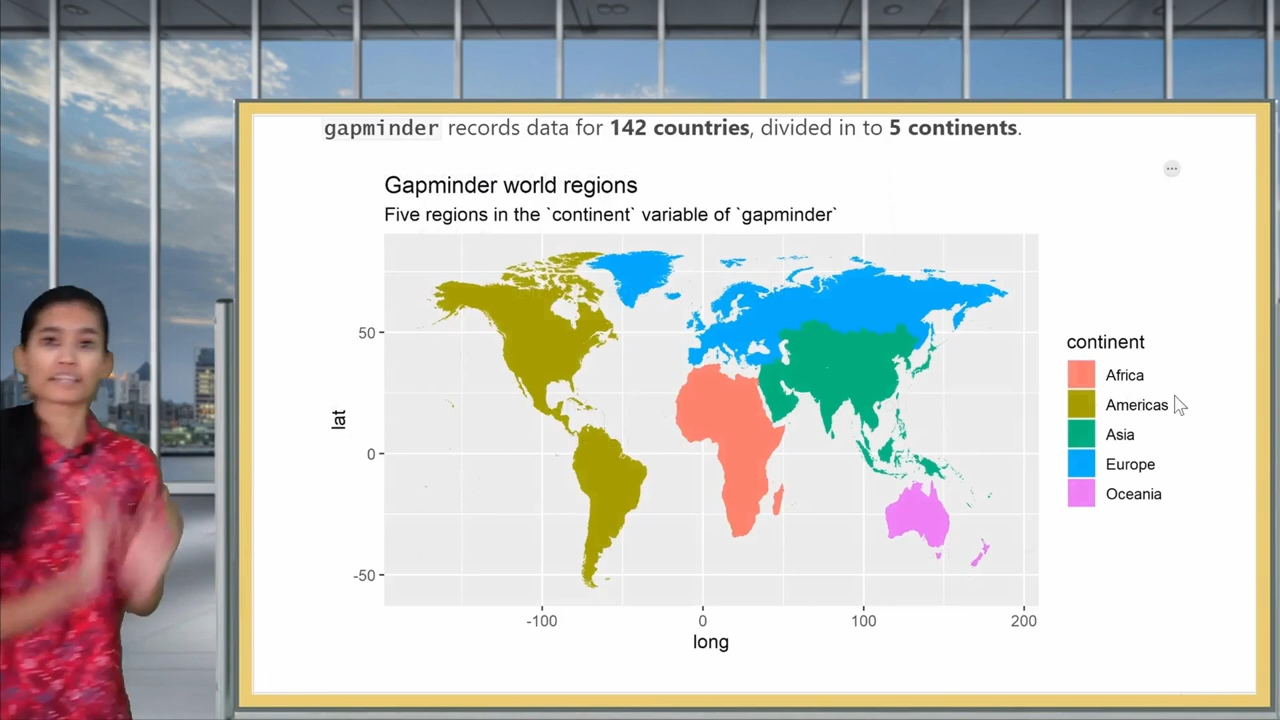 gapminder records data for 142 countries, divided in to 5 continents.
Gapminder world regions
Five regions in the `continent` variable of `gapminder`
50
0
-50
lat
-100
0
100
200
long
continent
Africa
Americas
Asia
Europe
Oceania